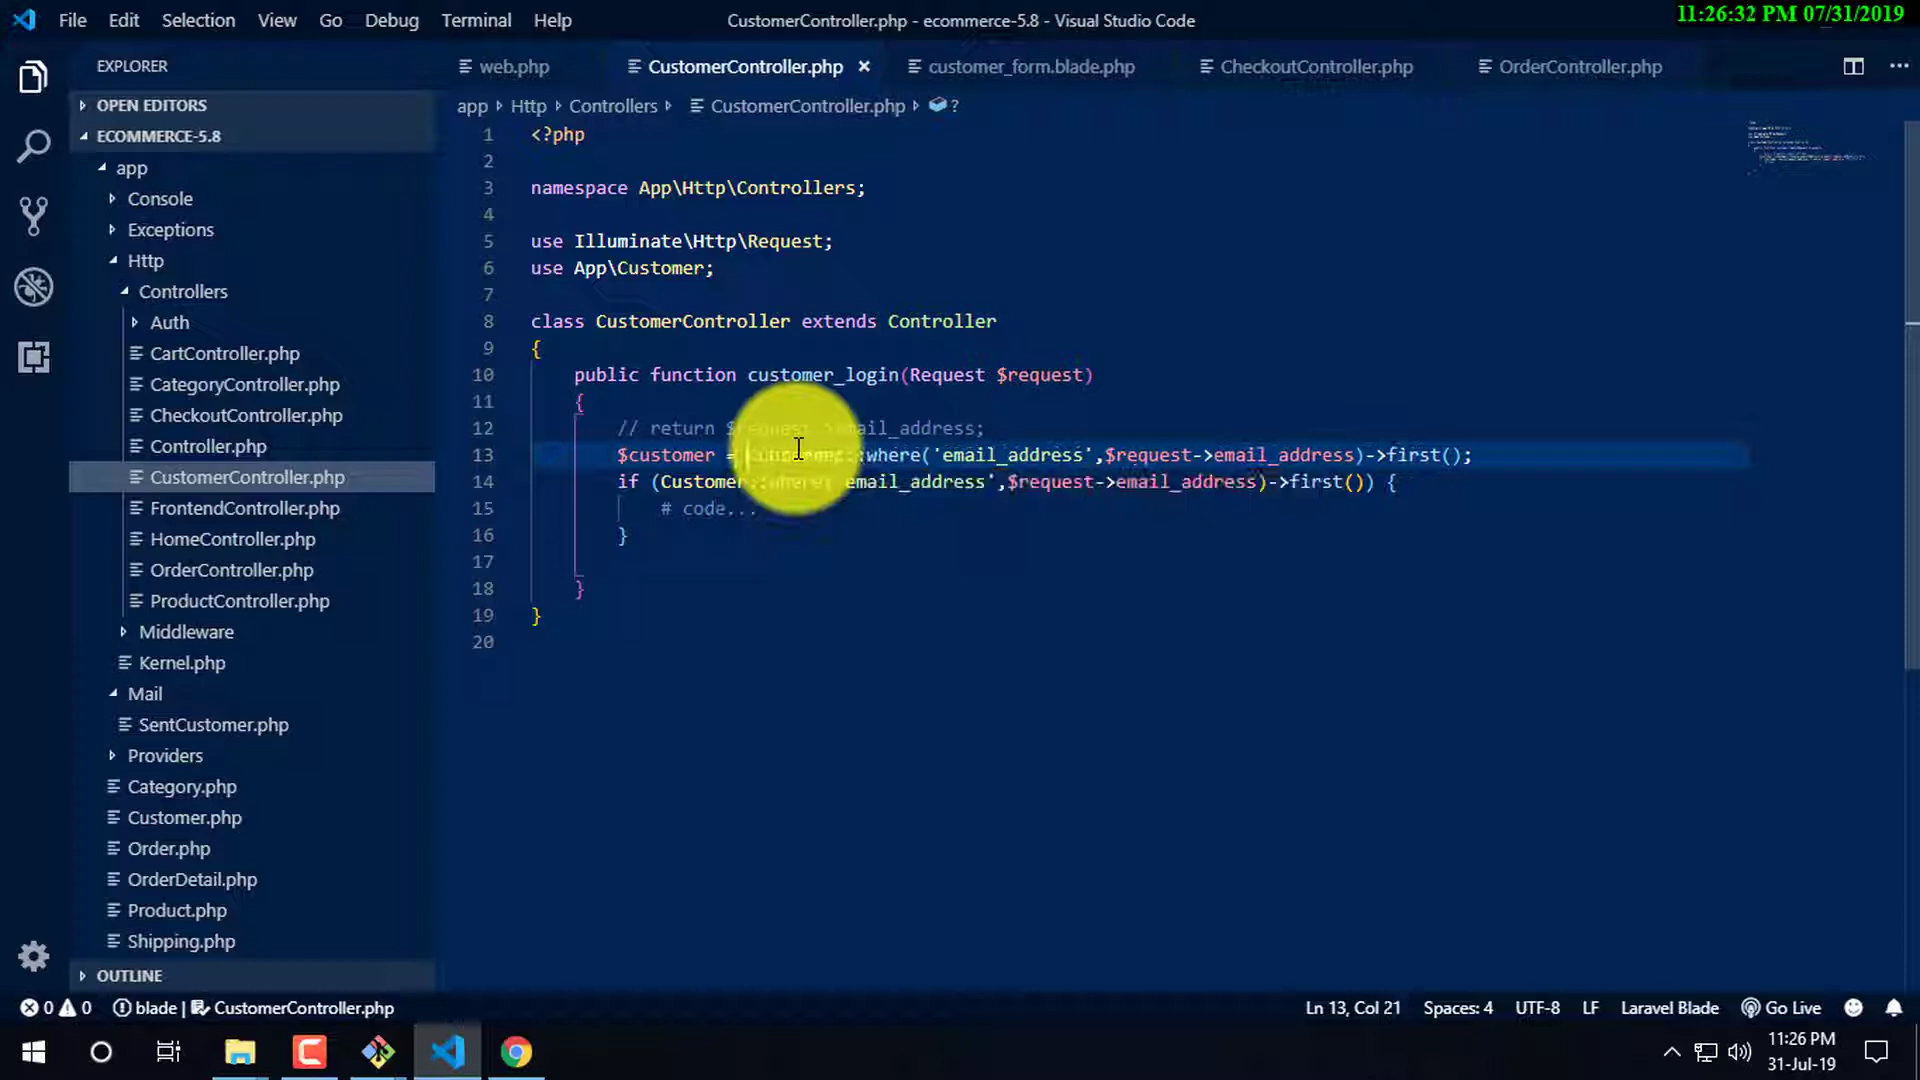 File Edit Selection View Go Debug Terminal Help
CustomerController.php - ecommerce-5.8 - Visual Studio Code
11:26:32 PM 07/31/2019
EXPLORER
OPEN EDITORS
ECOMMERCE-5.8
app
Console
Exceptions
Http
Controllers
Auth
CartController.php
CategoryController.php
CheckoutController.php
Controller.php
CustomerController.php
FrontendController.php
HomeController.php
OrderController.php
ProductController.php
Middleware
Kernel.php
Mail
SentCustomer.php
Providers
Category.php
Customer.php
Order.php
OrderDetail.php
Product.php
Shipping.php
OUTLINE
web.php CustomerController.php × customer_form.blade.php CheckoutController.php OrderController.php
app › Http › Controllers › CustomerController.php › ?
1 <?php
2
3 namespace App\Http\Controllers;
4
5 use Illuminate\Http\Request;
6 use App\Customer;
7
8 class CustomerController extends Controller
9 {
10 public function customer_login(Request $request)
11 {
12 // return $request->email_address;
13 $customer = Customer::where('email_address',$request->email_address)->first();
14 if (Customer::where('email_address',$request->email_address)->first()) {
15 # code...
16 }
17
18 }
19 }
20
0 0 blade | CustomerController.php
Ln 13, Col 21 Spaces: 4 UTF-8 LF Laravel Blade Go Live
11:26 PM
31-Jul-19